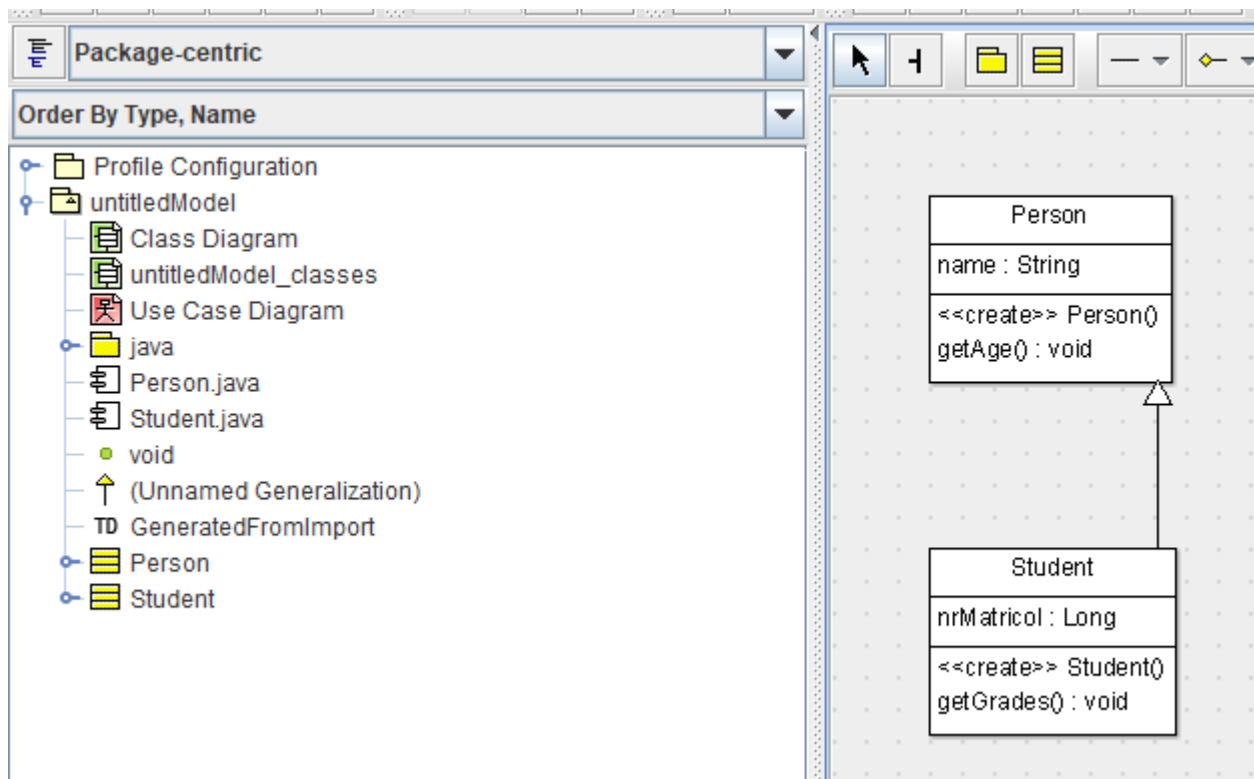 Package-centric
Order By Type, Name
Profile Configuration
untitledModel
Class Diagram
untitledModel_classes
Use Case Diagram
java
Person.java
Student.java
void
(Unnamed Generalization)
TD GeneratedFromImport
Person
Student
Person
name : String
<<create>> Person()
getAge() : void
Student
nrMatricol : Long
<<create>> Student()
getGrades() : void